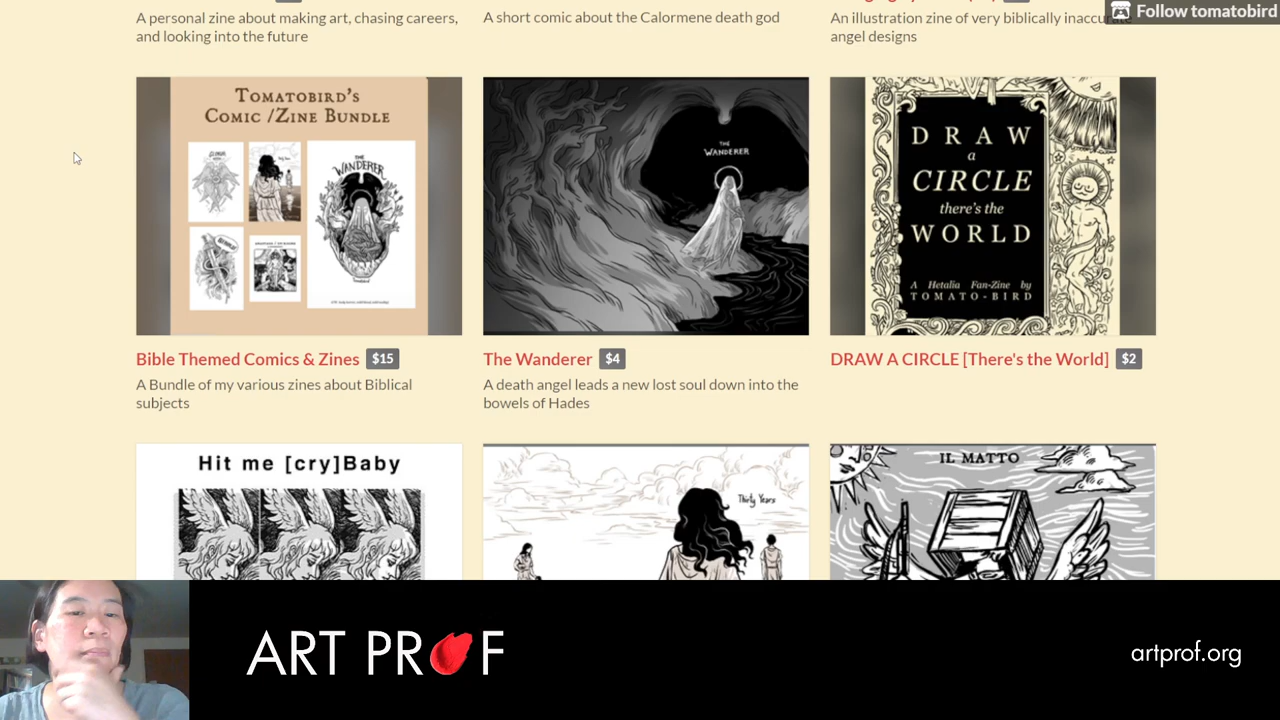 A personal zine about making art, chasing careers,
and looking into the future
A short comic about the Calormene death god
An illustration zine of very biblically inaccurate
angel designs
Follow tomatobird
TOMATOBIRD'S
COMIC /ZINE BUNDLE
THE
WANDERER
THE
WANDERER
DRAW
a
CIRCLE
there's the
WORLD
A Hetalia Fan-Zine by
TOMATO-BIRD
Bible Themed Comics & Zines $15
A Bundle of my various zines about Biblical
subjects
The Wanderer $4
A death angel leads a new lost soul down into the
bowels of Hades
DRAW A CIRCLE [There's the World] $2
Hit me [cry]Baby
Thirty Years
IL MATTO
ART PROF
artprof.org